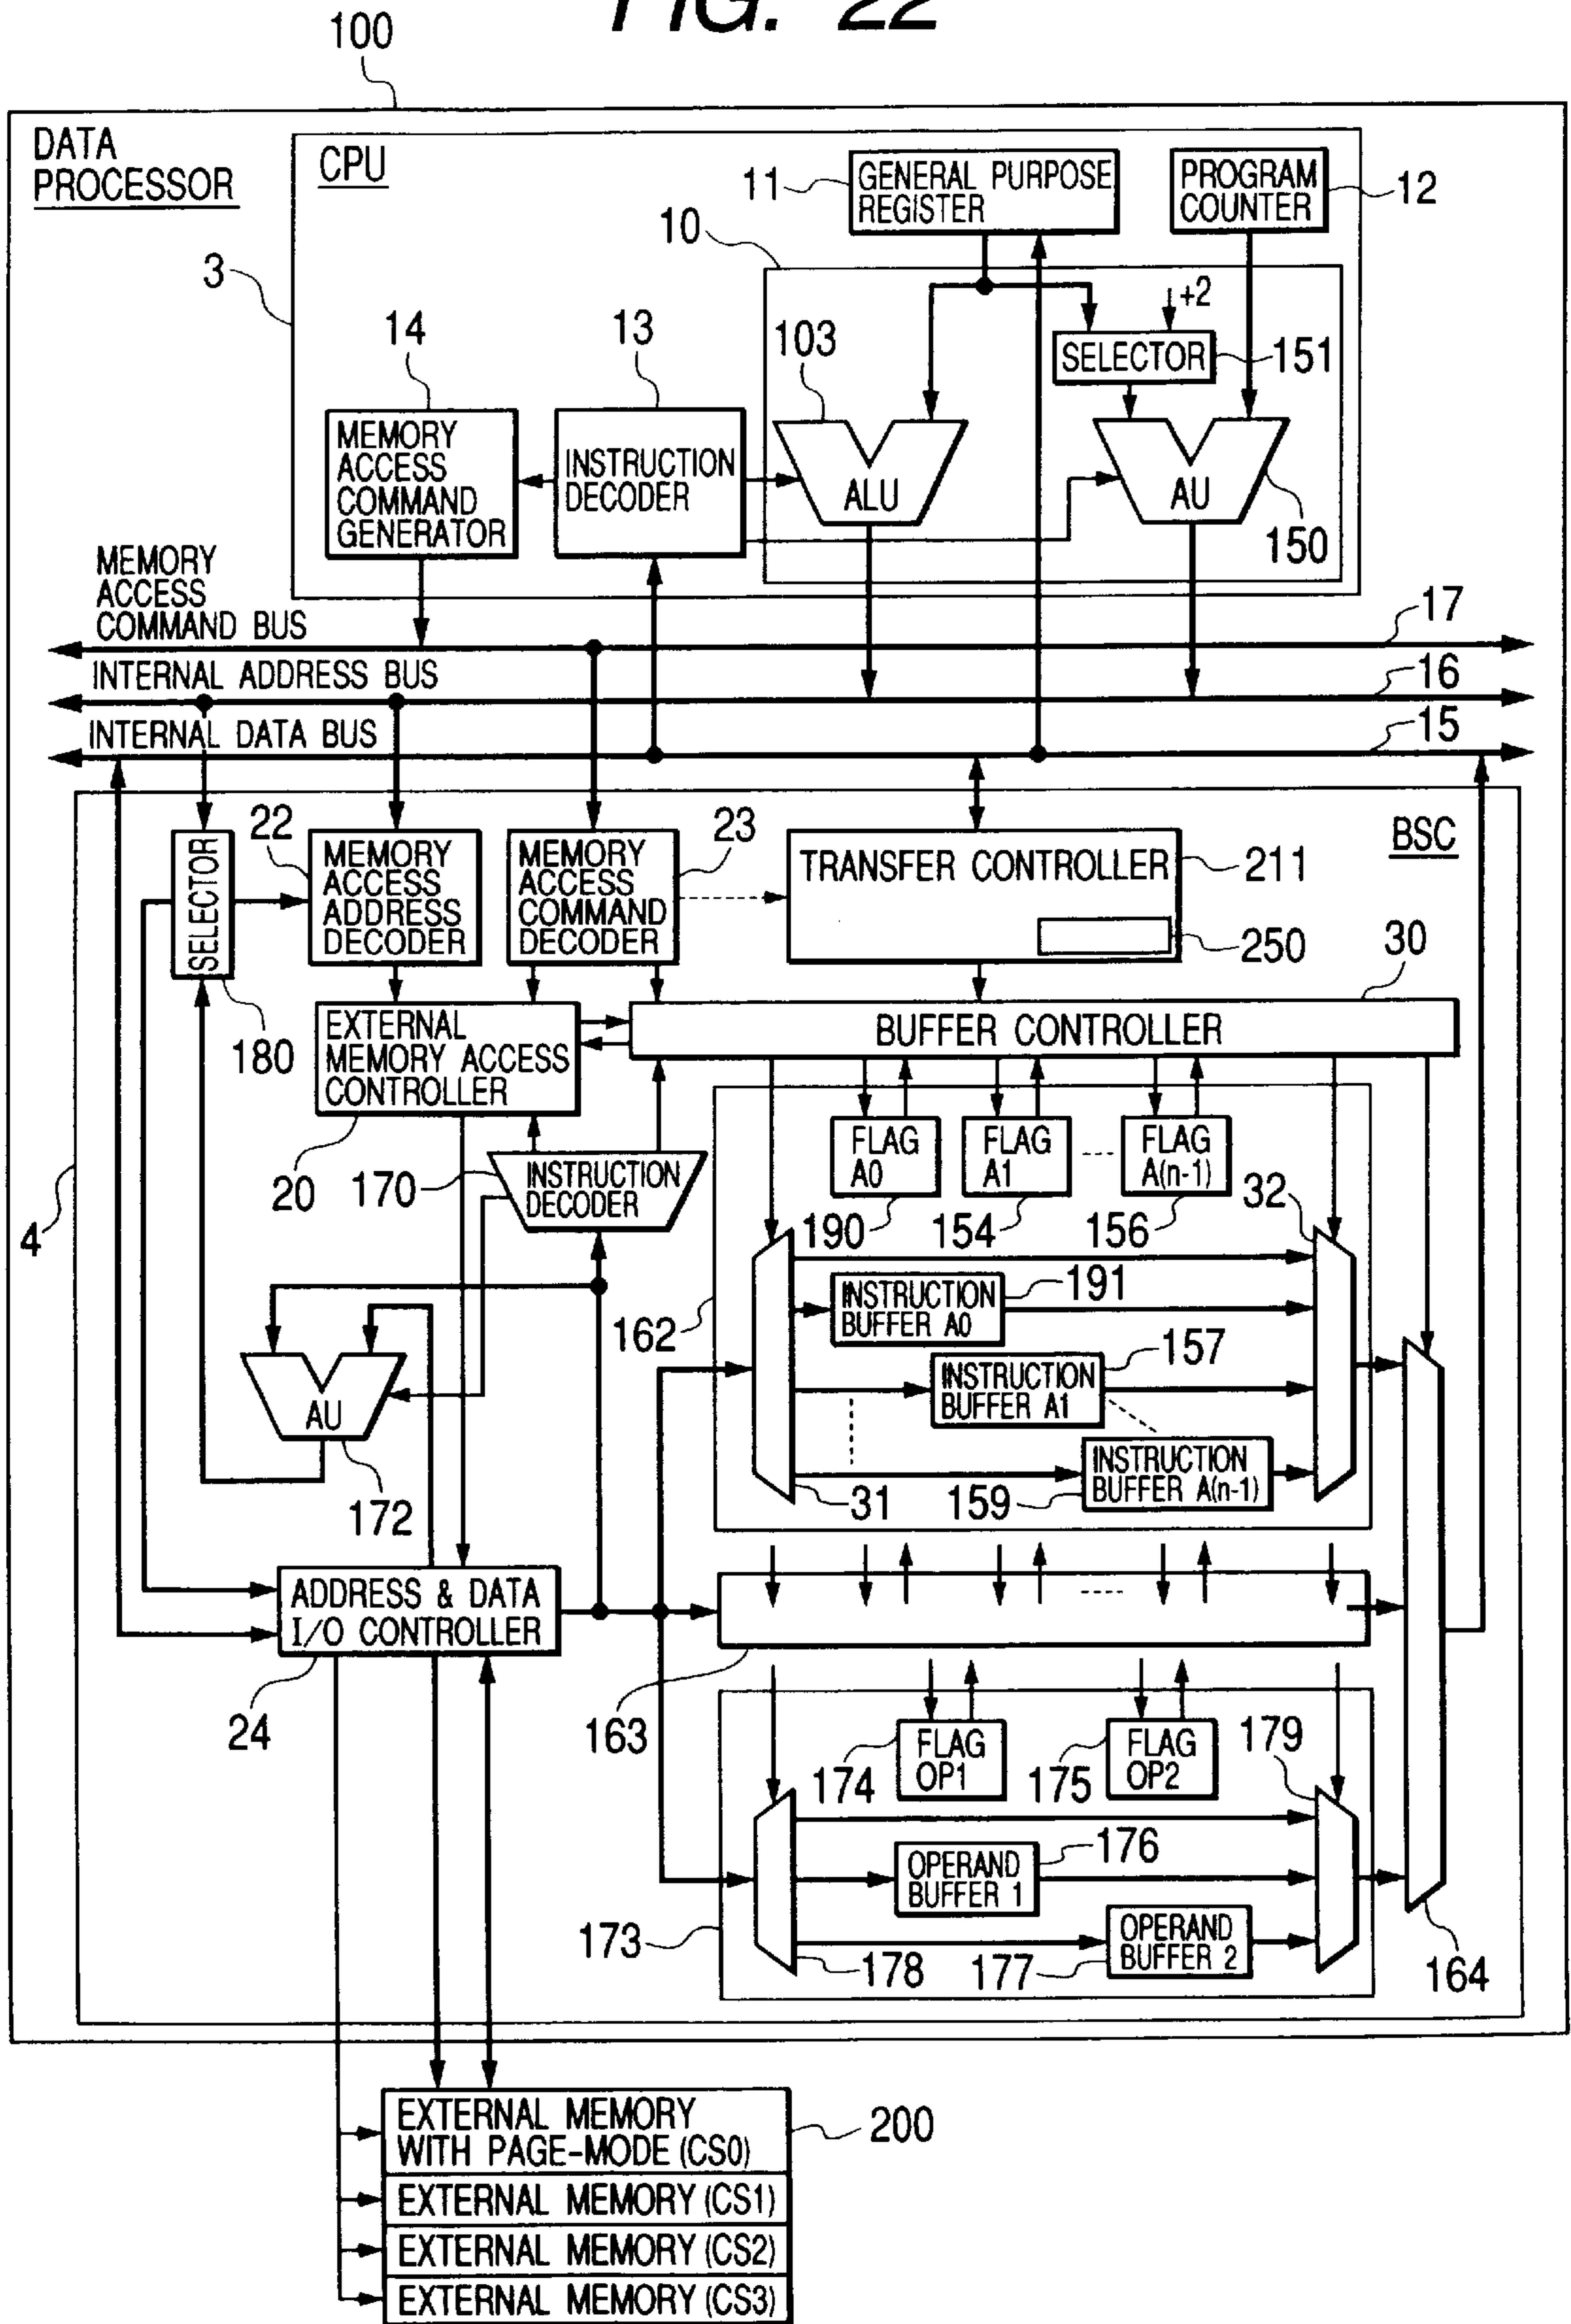 FIG. 22
100
DATA
PROCESSOR
CPU
11
GENERAL PURPOSE
REGISTER
PROGRAM
COUNTER
12
10
3
+2
14
13
103
SELECTOR
151
MEMORY
ACCESS
COMMAND
GENERATOR
INSTRUCTION
DECODER
ALU
AU
150
MEMORY
ACCESS
COMMAND BUS
17
INTERNAL ADDRESS BUS
16
INTERNAL DATA BUS
15
SELECTOR
22
MEMORY
ACCESS
ADDRESS
DECODER
MEMORY
ACCESS
COMMAND
DECODER
23
TRANSFER CONTROLLER
211
BSC
250
30
180
EXTERNAL
MEMORY ACCESS
CONTROLLER
BUFFER CONTROLLER
20
170
INSTRUCTION
DECODER
FLAG
A0
FLAG
A1
FLAG
A(n-1)
32
4
190
154
156
162
INSTRUCTION
BUFFER A0
191
INSTRUCTION
BUFFER A1
157
AU
172
31
159
INSTRUCTION
BUFFER A(n-1)
ADDRESS & DATA
I/O CONTROLLER
24
163
174
FLAG
OP1
175
FLAG
OP2
179
OPERAND
BUFFER 1
176
173
178
177
OPERAND
BUFFER 2
164
EXTERNAL MEMORY
WITH PAGE-MODE (CS0)
200
EXTERNAL MEMORY (CS1)
EXTERNAL MEMORY (CS2)
EXTERNAL MEMORY (CS3)